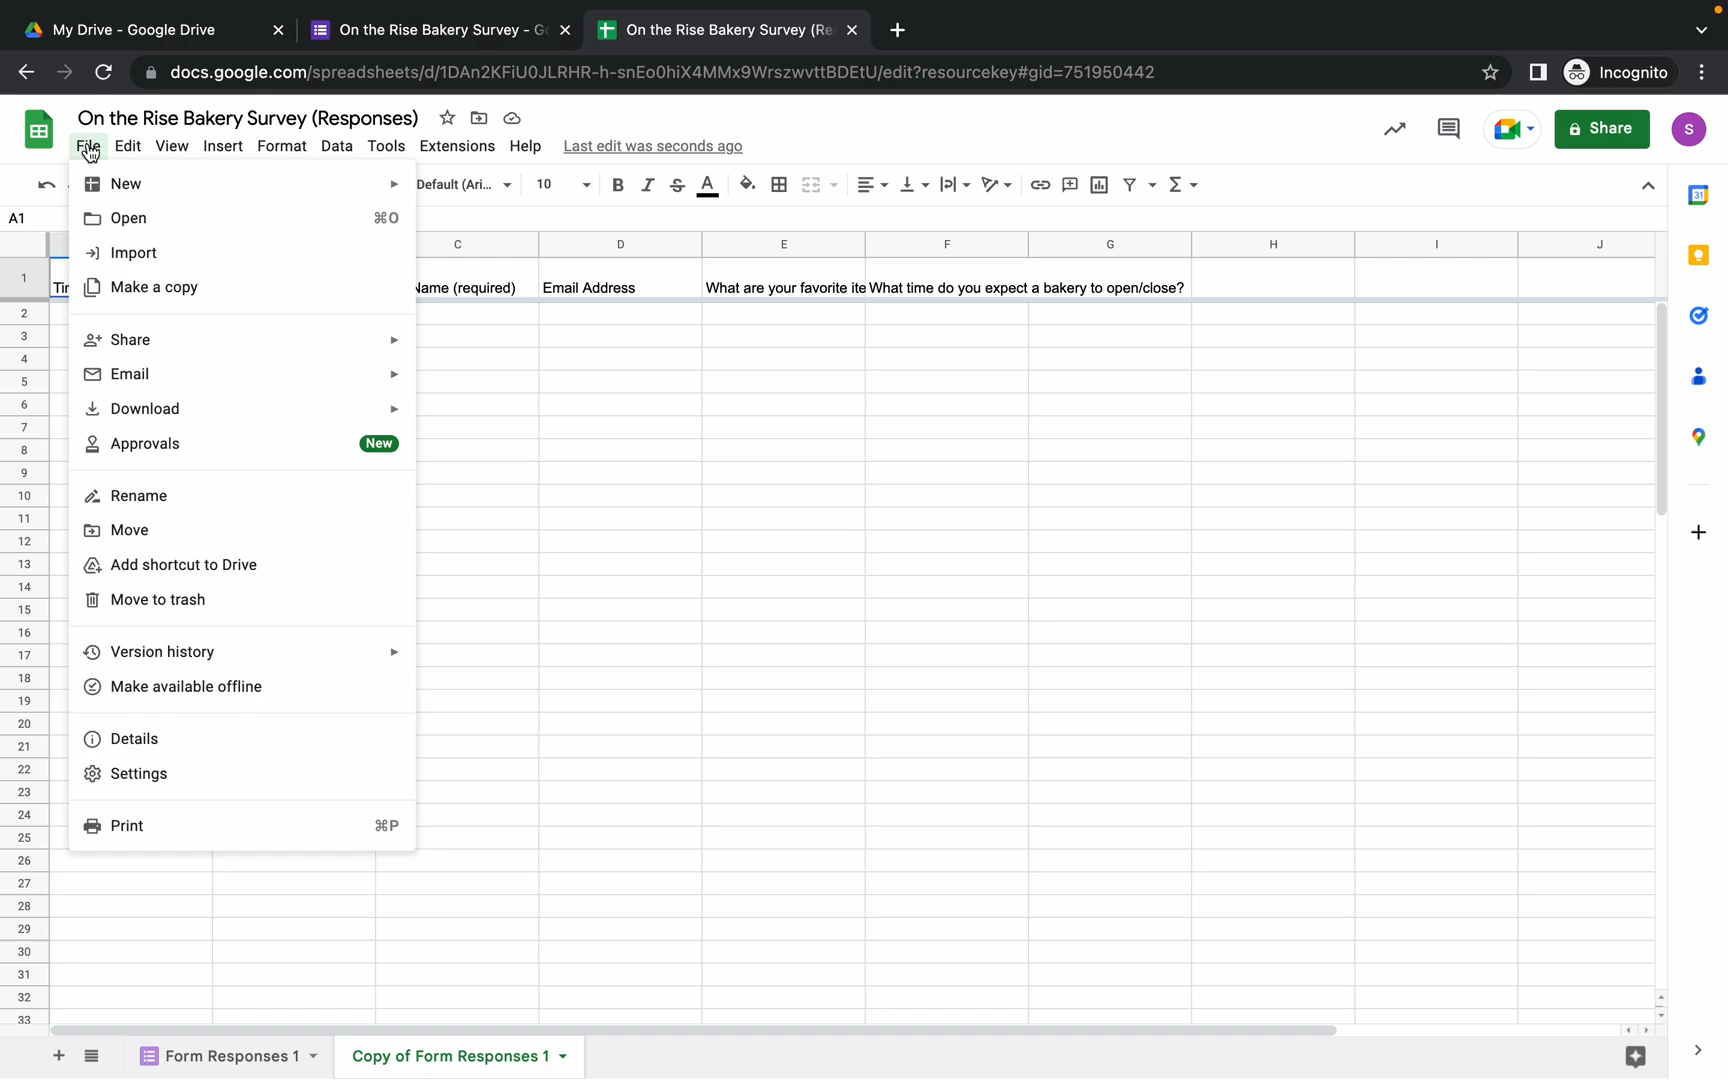 My Drive - Google Drive
On the Rise Bakery Survey - Go
On the Rise Bakery Survey (Re
docs.google.com/spreadsheets/d/1DAn2KFiU0JLRHR-h-snEo0hiX4MMx9WrszwvttBDEtU/edit?resourcekey#gid=751950442
Incognito
On the Rise Bakery Survey (Responses)
File Edit View Insert Format Data Tools Extensions Help Last edit was seconds ago
Share
S
New
Default (Ari... 10
A1
Open ⌘O
C D E F G H I J
Import
1 Tir Name (required) Email Address What are your favorite ite What time do you expect a bakery to open/close?
Make a copy
2
3
Share
4
Email
5
6
Download
7
Approvals New
8
9
10
Rename
11
Move
12
13
Add shortcut to Drive
14
Move to trash
15
16
17
Version history
18
Make available offline
19
20
21
Details
22
Settings
23
24
Print ⌘P
25
26
27
28
29
30
31
32
33
Form Responses 1
Copy of Form Responses 1
31